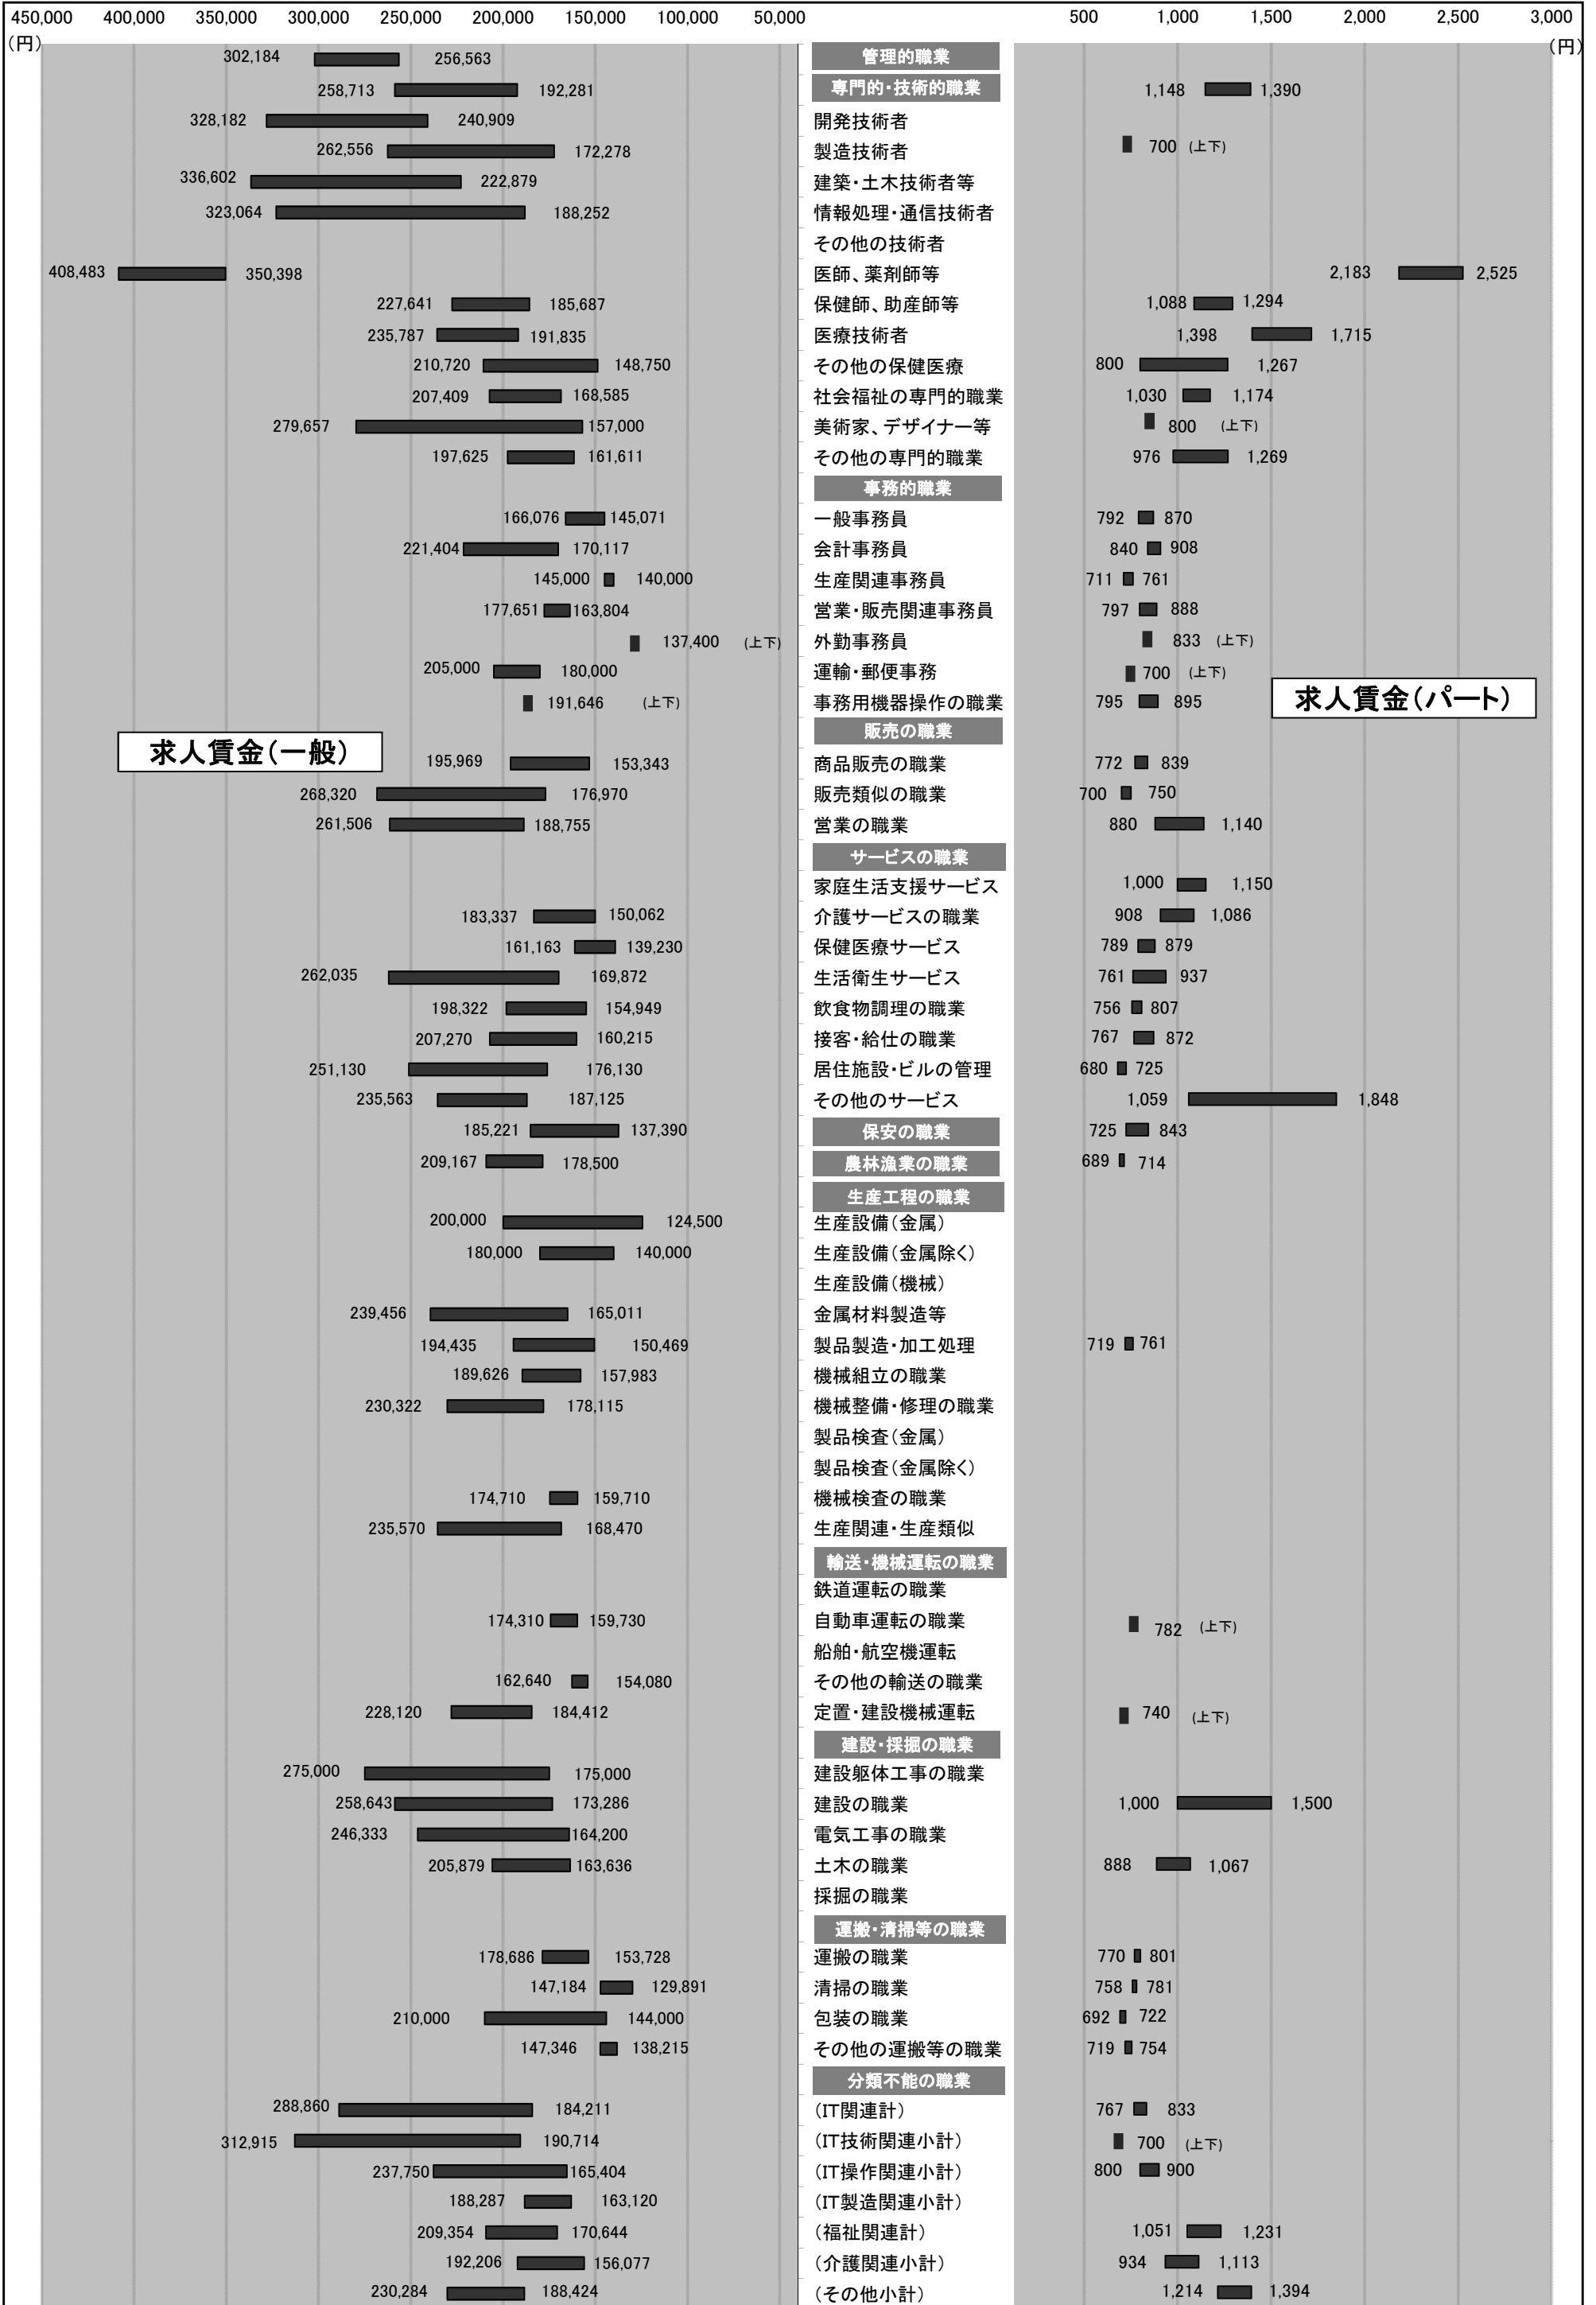 450,000 400,000 350,000 300,000 250,000 200,000 150,000 100,000 50,000 500 1,000 1,500 2,000 2,500 3,000
(円) (円)
302,184 256,563 管理的職業
258,713 192,281 専門的・技術的職業 1,148 1,390
328,182 240,909 開発技術者
262,556 172,278 製造技術者 700 (上下)
336,602 222,879 建築・土木技術者等
323,064 188,252 情報処理・通信技術者
その他の技術者
408,483 350,398 医師、薬剤師等 2,183 2,525
227,641 185,687 保健師、助産師等 1,088 1,294
235,787 191,835 医療技術者 1,398 1,715
210,720 148,750 その他の保健医療 800 1,267
207,409 168,585 社会福祉の専門的職業 1,030 1,174
279,657 157,000 美術家、デザイナー等 800 (上下)
197,625 161,611 その他の専門的職業 976 1,269
事務的職業
166,076 145,071 一般事務員 792 870
221,404 170,117 会計事務員 840 908
145,000 140,000 生産関連事務員 711 761
177,651 163,804 営業・販売関連事務員 797 888
137,400 (上下) 外勤事務員 833 (上下)
205,000 180,000 運輸・郵便事務 700 (上下)
191,646 (上下) 事務用機器操作の職業 795 895
求人賃金(パート)
販売の職業
求人賃金(一般)
195,969 153,343 商品販売の職業 772 839
268,320 176,970 販売類似の職業 700 750
261,506 188,755 営業の職業 880 1,140
サービスの職業
家庭生活支援サービス 1,000 1,150
183,337 150,062 介護サービスの職業 908 1,086
161,163 139,230 保健医療サービス 789 879
262,035 169,872 生活衛生サービス 761 937
198,322 154,949 飲食物調理の職業 756 807
207,270 160,215 接客・給仕の職業 767 872
251,130 176,130 居住施設・ビルの管理 680 725
235,563 187,125 その他のサービス 1,059 1,848
185,221 137,390 保安の職業 725 843
209,167 178,500 農林漁業の職業 689 714
生産工程の職業
200,000 124,500 生産設備(金属)
180,000 140,000 生産設備(金属除く)
生産設備(機械)
239,456 165,011 金属材料製造等
194,435 150,469 製品製造・加工処理 719 761
189,626 157,983 機械組立の職業
230,322 178,115 機械整備・修理の職業
製品検査(金属)
製品検査(金属除く)
174,710 159,710 機械検査の職業
235,570 168,470 生産関連・生産類似
輸送・機械運転の職業
鉄道運転の職業
174,310 159,730 自動車運転の職業 782 (上下)
船舶・航空機運転
162,640 154,080 その他の輸送の職業
228,120 184,412 定置・建設機械運転 740 (上下)
建設・採掘の職業
275,000 175,000 建設躯体工事の職業
258,643 173,286 建設の職業 1,000 1,500
246,333 164,200 電気工事の職業
205,879 163,636 土木の職業 888 1,067
採掘の職業
運搬・清掃等の職業
178,686 153,728 運搬の職業 770 801
147,184 129,891 清掃の職業 758 781
210,000 144,000 包装の職業 692 722
147,346 138,215 その他の運搬等の職業 719 754
分類不能の職業
288,860 184,211 (IT関連計) 767 833
312,915 190,714 (IT技術関連小計) 700 (上下)
237,750 165,404 (IT操作関連小計) 800 900
188,287 163,120 (IT製造関連小計)
209,354 170,644 (福祉関連計) 1,051 1,231
192,206 156,077 (介護関連小計) 934 1,113
230,284 188,424 (その他小計) 1,214 1,394